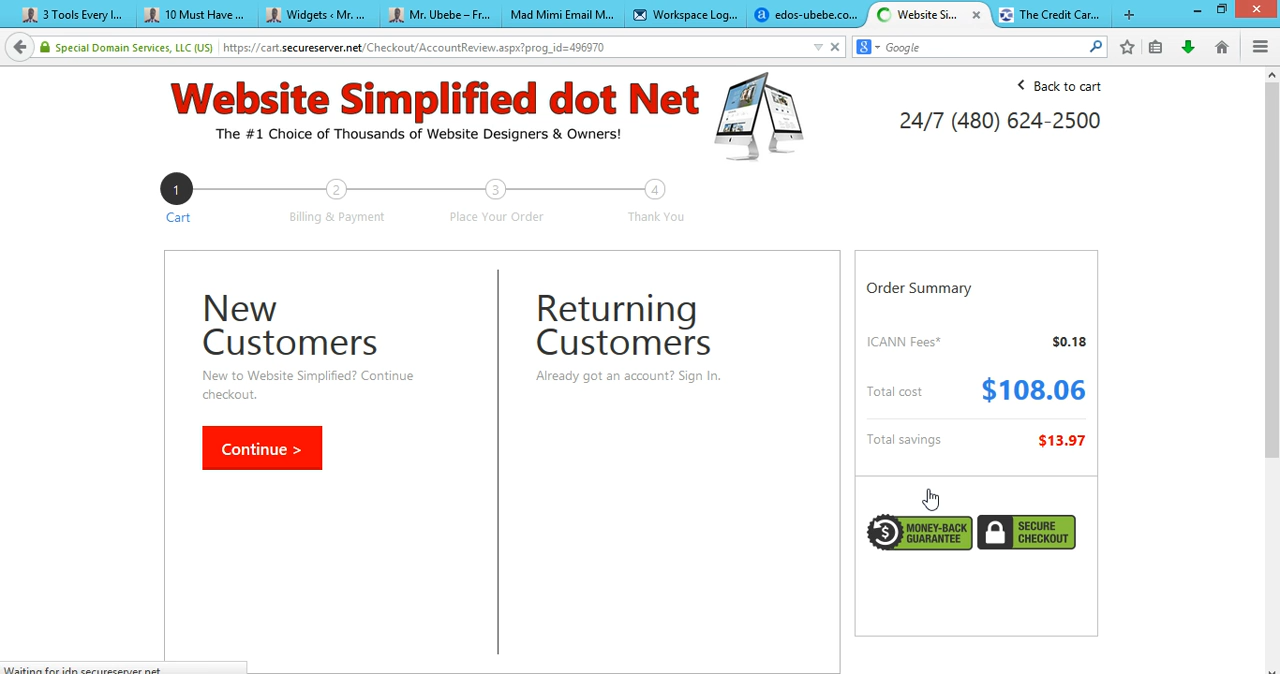 3 Tools Every I...
10 Must Have ...
Widgets ‹ Mr. ...
Mr. Ubebe – Fr...
Mad Mimi Email M...
Workspace Log...
edos-ubebe.co...
Website Si...
The Credit Car...
Special Domain Services, LLC (US)
https://cart.secureserver.net/Checkout/AccountReview.aspx?prog_id=496970
Google
Website Simplified dot Net
The #1 Choice of Thousands of Website Designers & Owners!
Back to cart
24/7 (480) 624-2500
1
2
3
4
Cart
Billing & Payment
Place Your Order
Thank You
New
Customers
New to Website Simplified? Continue
checkout.
Continue >
Returning
Customers
Already got an account? Sign In.
Order Summary
ICANN Fees* $0.18
Total cost $108.06
Total savings $13.97
MONEY-BACK
GUARANTEE
SECURE
CHECKOUT
Waiting for idp.secureserver.net